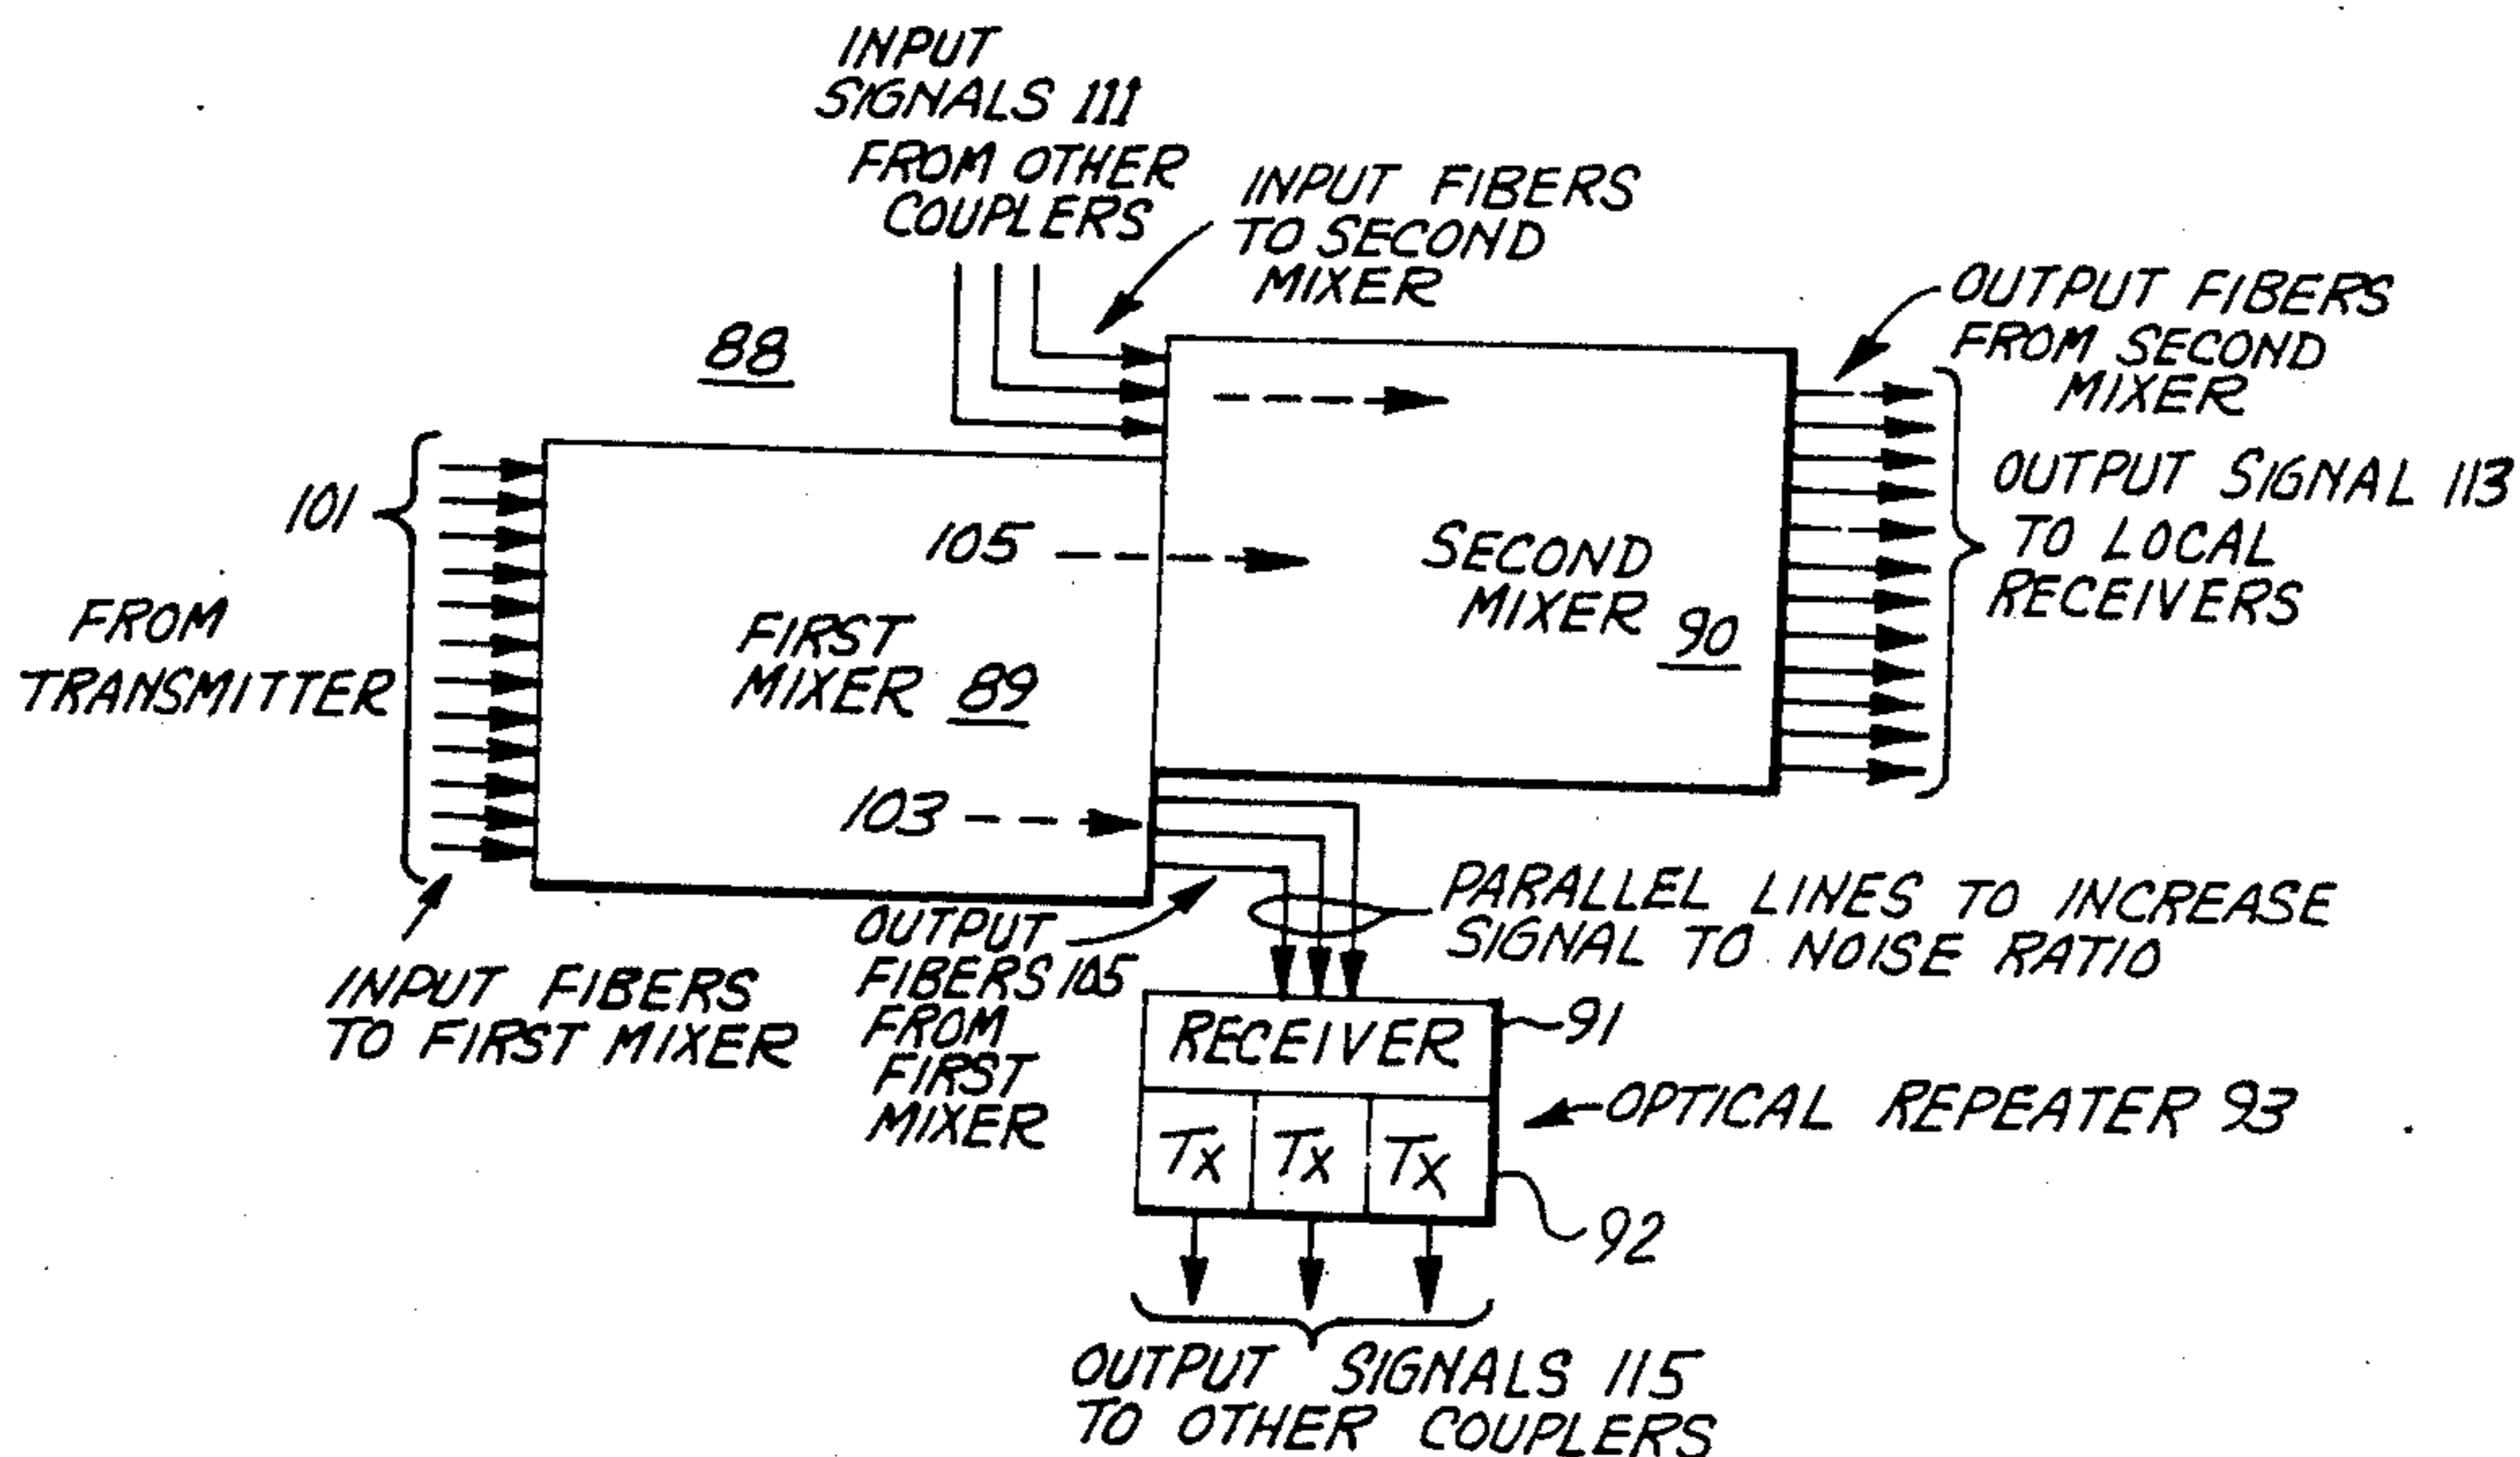 INPUT
SIGNALS 111
FROM OTHER
COUPLERS
INPUT FIBERS
TO SECOND
MIXER
OUTPUT FIBERS
FROM SECOND
MIXER
88
101
FROM
TRANSMITTER
105
FIRST
MIXER 89
SECOND
MIXER 90
OUTPUT SIGNAL 113
TO LOCAL
RECEIVERS
103
INPUT FIBERS
TO FIRST MIXER
OUTPUT
FIBERS 105
FROM
FIRST
MIXER
PARALLEL LINES TO INCREASE
SIGNAL TO NOISE RATIO
RECEIVER
91
Tx Tx Tx
OPTICAL REPEATER 93
92
OUTPUT SIGNALS 115
TO OTHER COUPLERS